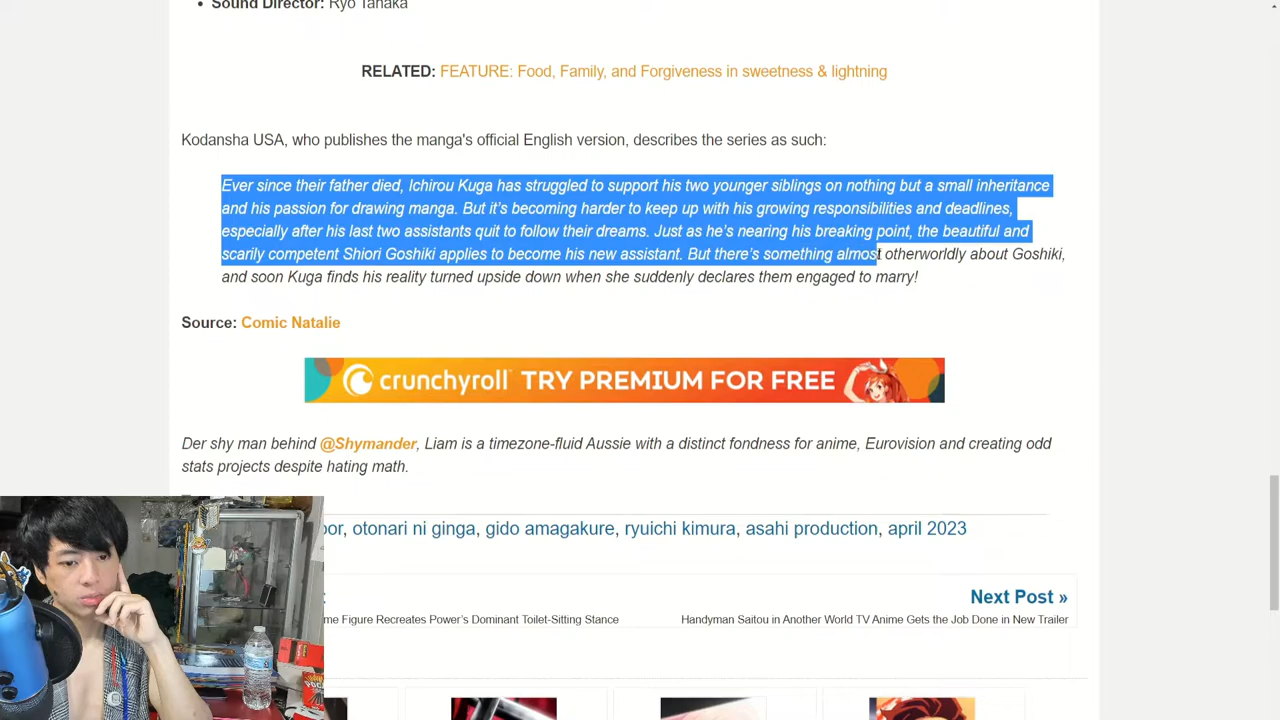 Sound Director: Ryo Tanaka
RELATED: FEATURE: Food, Family, and Forgiveness in sweetness & lightning
Kodansha USA, who publishes the manga's official English version, describes the series as such:
Ever since their father died, Ichirou Kuga has struggled to support his two younger siblings on nothing but a small inheritance
and his passion for drawing manga. But it's becoming harder to keep up with his growing responsibilities and deadlines,
especially after his last two assistants quit to follow their dreams. Just as he's nearing his breaking point, the beautiful and
scarily competent Shiori Goshiki applies to become his new assistant. But there's something almost otherworldly about Goshiki,
and soon Kuga finds his reality turned upside down when she suddenly declares them engaged to marry!
Source: Comic Natalie
crunchyroll TRY PREMIUM FOR FREE
Der shy man behind @Shymander, Liam is a timezone-fluid Aussie with a distinct fondness for anime, Eurovision and creating odd
stats projects despite hating math.
otonari ni ginga, gido amagakure, ryuichi kimura, asahi production, april 2023
Next Post »
Figure Recreates Power's Dominant Toilet-Sitting Stance
Handyman Saitou in Another World TV Anime Gets the Job Done in New Trailer